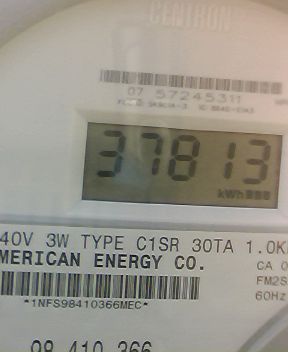 CENTRON
07 57245311
37813
kWh
40V 3W TYPE C1SR 30TA 1.0K
MERICAN ENERGY CO.
CA 0
FM2S
60Hz
*1NFS98410366MEC*
98 410 366